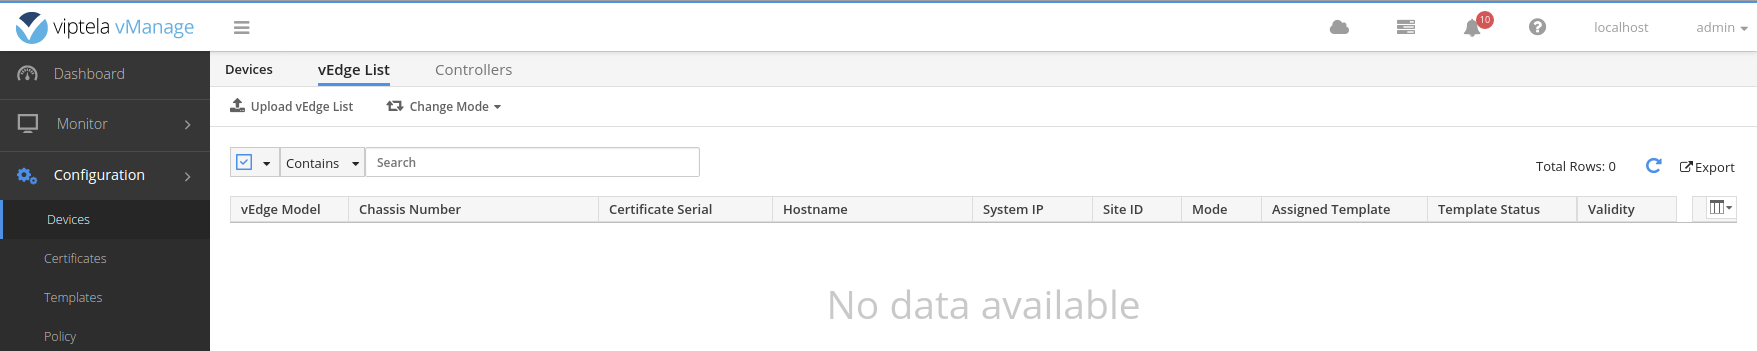 viptela vManage
10
localhost
admin
Dashboard
Monitor
Configuration
Devices
Certificates
Templates
Policy
Devices vEdge List Controllers
Upload vEdge List Change Mode
Contains Search
Total Rows: 0 Export
vEdge Model Chassis Number Certificate Serial Hostname System IP Site ID Mode Assigned Template Template Status Validity
No data available